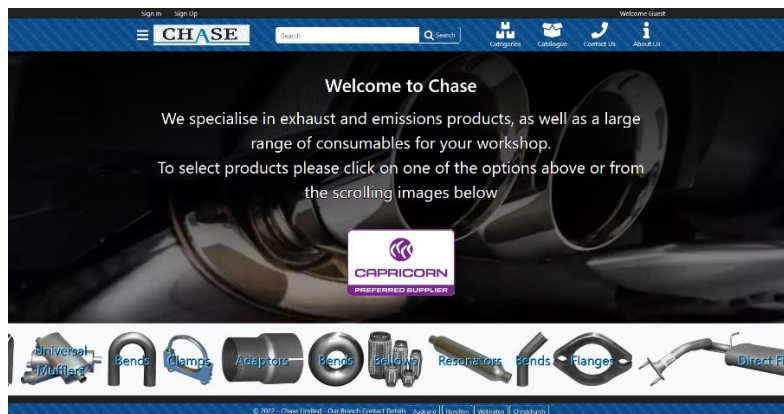 Sign In Sign Up Welcome Guest
CHASE Search Search Categories Catalogue Contact Us About Us
Welcome to Chase
We specialise in exhaust and emissions products, as well as a large
range of consumables for your workshop.
To select products please click on one of the options above or from
the scrolling images below
CAPRICORN
PREFERRED SUPPLIER
Universal
Mufflers
Bends Clamps Adaptors Bends Bellows Resonators Bends Flanges Direct Fi
© 2022 - Chase Limited - Our Branch Contact Details Auckland Hamilton Wellington Christchurch